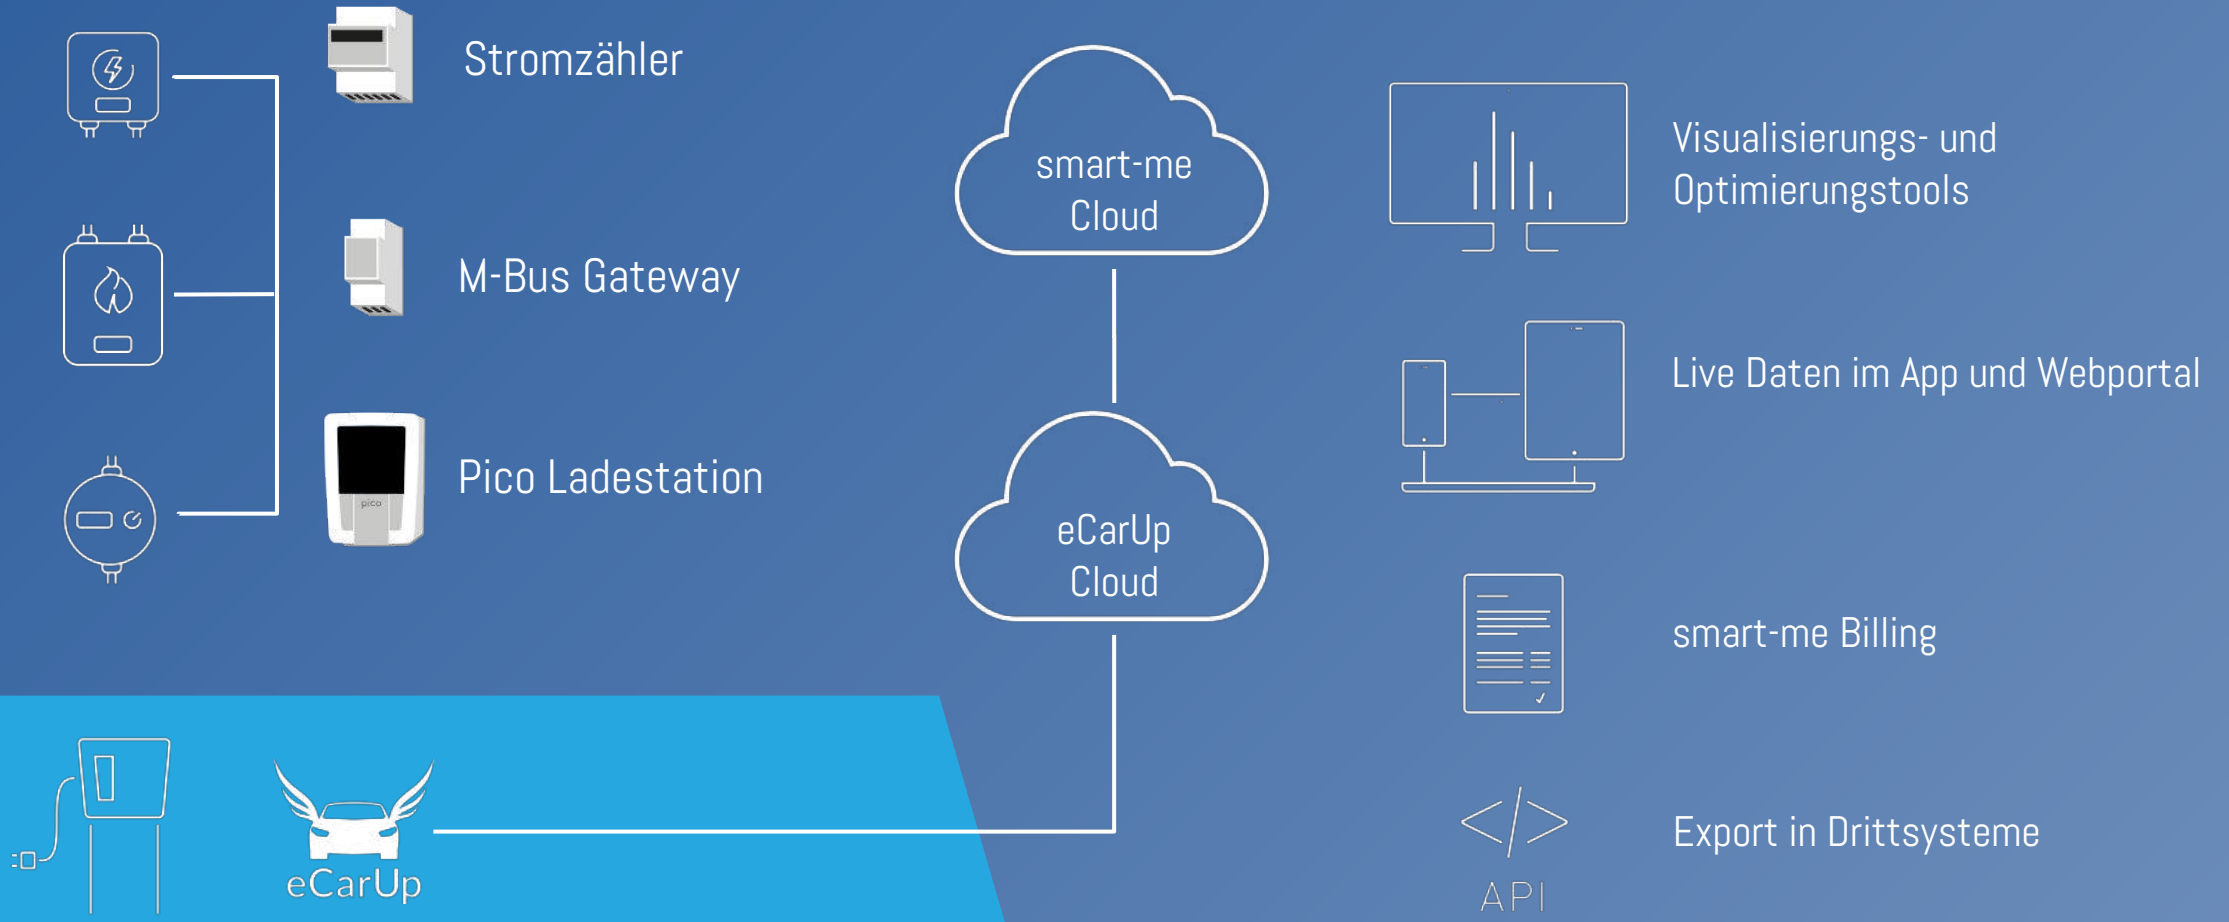 Stromzähler
M-Bus Gateway
pico
Pico Ladestation
eCarUp
smart-me
Cloud
eCarUp
Cloud
Visualisierungs- und
Optimierungstools
Live Daten im App und Webportal
smart-me Billing
</>
API
Export in Drittsysteme